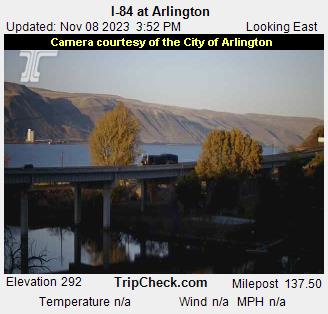 I-84 at Arlington
Updated: Nov 08 2023 3:52 PM Looking East
Camera courtesy of the City of Arlington
Elevation 292 TripCheck.com Milepost 137.50
Temperature n/a Wind n/a MPH n/a